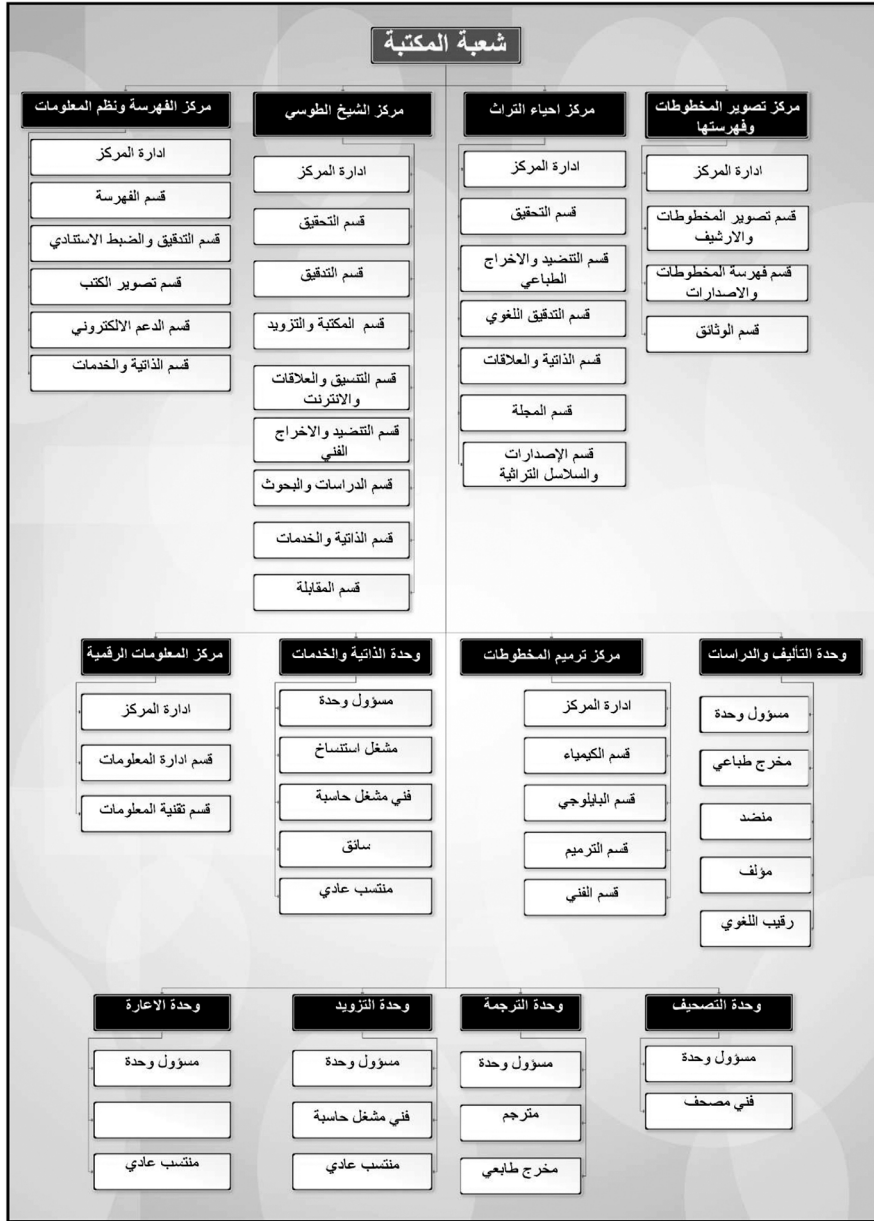 شعبة المكتبة
مركز تصوير المخطوطات
وفهرستها
ادارة المركز
قسم تصوير المخطوطات
والارشيف
قسم فهرسة المخطوطات
والاصدارات
قسم الوثائق
مركز احياء التراث
ادارة المركز
قسم التحقيق
قسم التنضيد والاخراج
الطباعي
قسم التدقيق اللغوي
قسم الذاتية والعلاقات
قسم المجلة
قسم الإصدارات
والسلاسل التراثية
مركز الشيخ الطوسي
ادارة المركز
قسم التحقيق
قسم التدقيق
قسم المكتبة والتزويد
قسم التنسيق والعلاقات
والانترنت
قسم التنضيد والاخراج
الفني
قسم الدراسات والبحوث
قسم الذاتية والخدمات
قسم المقابلة
مركز الفهرسة ونظم المعلومات
ادارة المركز
قسم الفهرسة
قسم التدقيق والضبط الاستنادي
قسم تصوير الكتب
قسم الدعم الالكتروني
قسم الذاتية والخدمات
وحدة التأليف والدراسات
مسؤول وحدة
مخرج طباعي
منضد
مؤلف
رقيب اللغوي
مركز ترميم المخطوطات
ادارة المركز
قسم الكيمياء
قسم البايلوجي
قسم الترميم
قسم الفني
وحدة الذاتية والخدمات
مسؤول وحدة
مشغل استنساخ
فني مشغل حاسبة
سائق
منتسب عادي
مركز المعلومات الرقمية
ادارة المركز
قسم ادارة المعلومات
قسم تقنية المعلومات
وحدة التصحيف
مسؤول وحدة
فني مصحف
وحدة الترجمة
مسؤول وحدة
مترجم
مخرج طابعي
وحدة التزويد
مسؤول وحدة
فني مشغل حاسبة
منتسب عادي
وحدة الاعارة
مسؤول وحدة
منتسب عادي